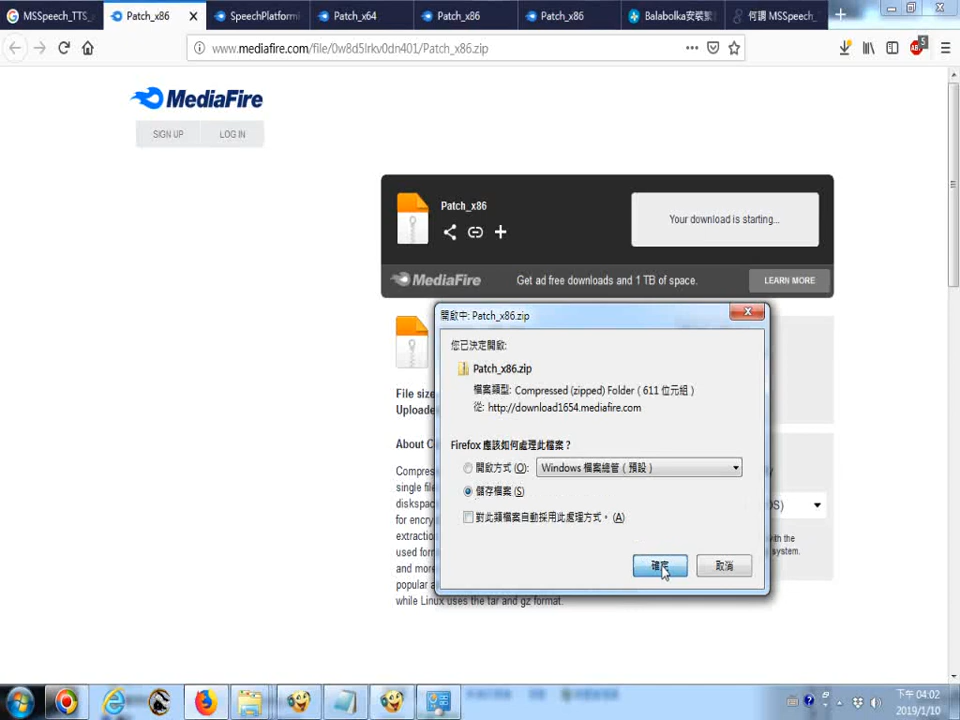 MSSpeech_TTS_
Patch_x86
SpeechPlatform
Patch_x64
Patch_x86
Patch_x86
Balabolka安裝繁
何謂 MSSpeech_
www.mediafire.com/file/0w8d5lrkv0dn401/Patch_x86.zip
5
MediaFire
SIGN UP
LOG IN
Patch_x86
Your download is starting...
MediaFire
Get ad free downloads and 1 TB of space.
LEARN MORE
開啟中: Patch_x86.zip
您已決定開啟:
Patch_x86.zip
檔案類型: Compressed (zipped) Folder ( 611 位元組 )
從: http://download1654.mediafire.com
File size
Uploade
Firefox 應該如何處理此檔案？
About C
開啟方式 (O):
Windows 檔案總管 ( 預設 )
Compres
single file
儲存檔案 (S)
diskspac
OS)
for encry
對此類檔案自動採用此處理方式。(A)
extractio
with the
used for
system.
and more
確定
取消
popular a
while Linux uses the tar and gz format.
下午 04:02
2019/1/10